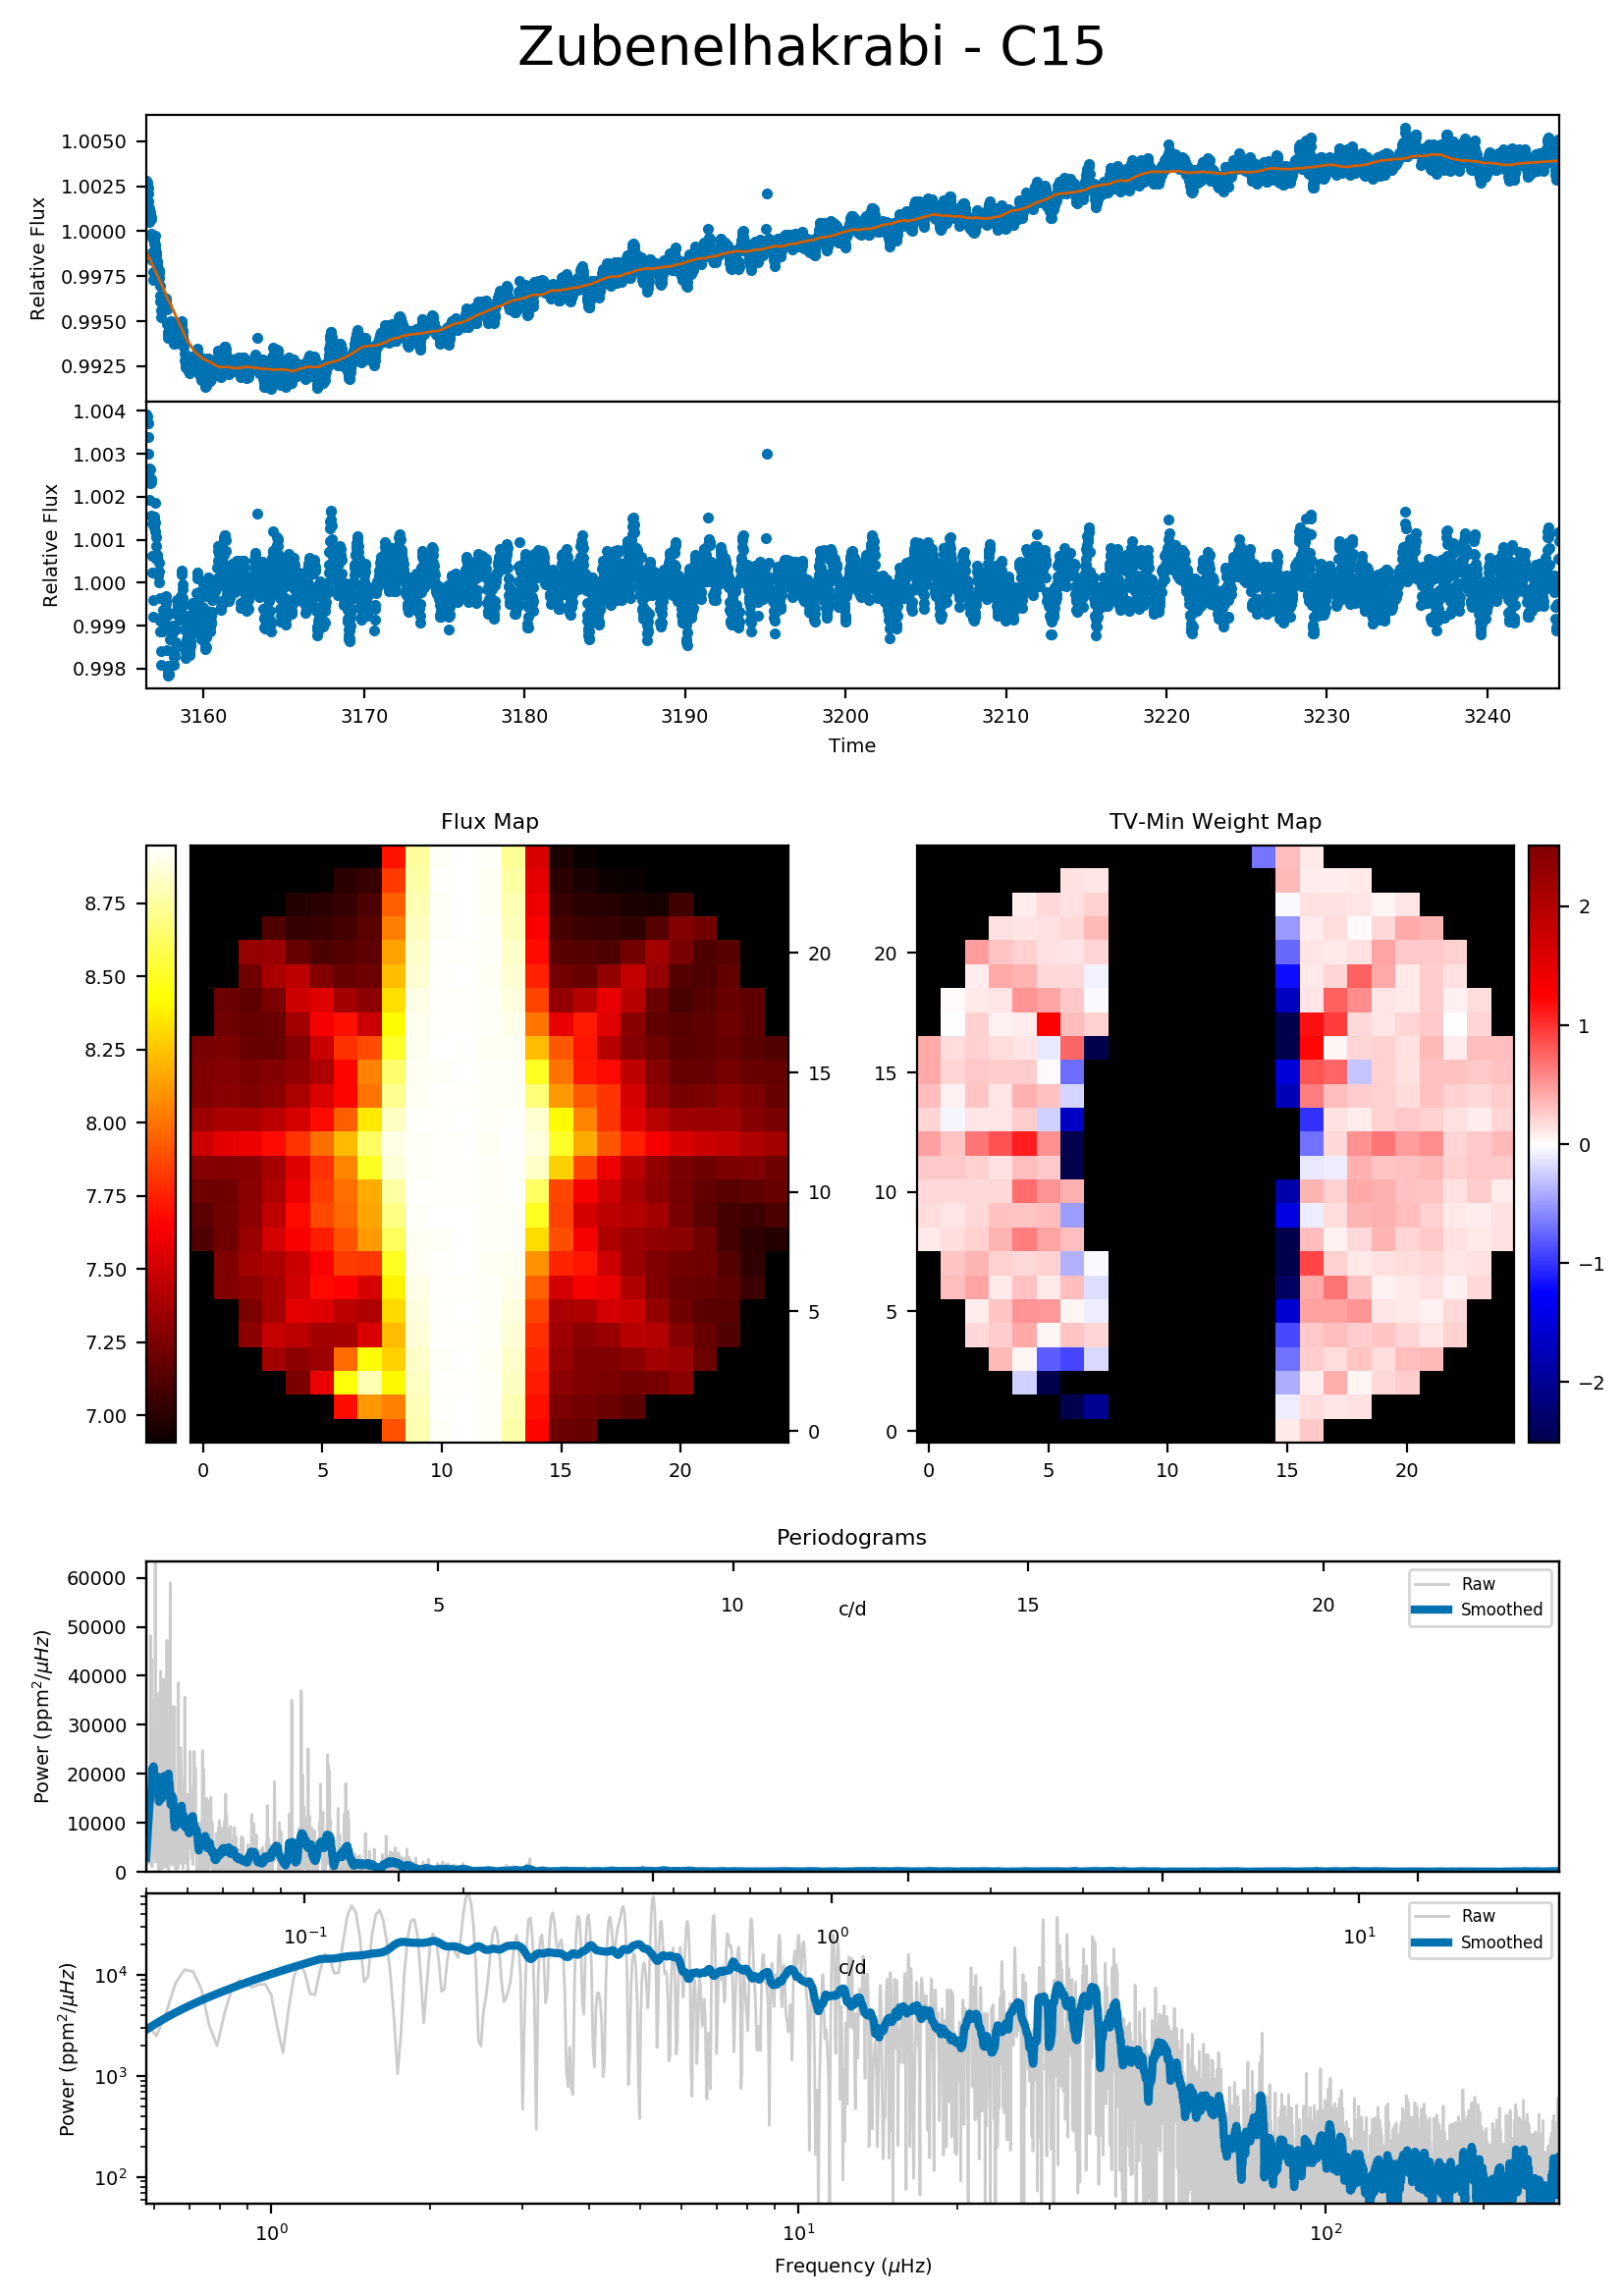 Zubenelhakrabi - C15
1.0050
1.0025
1.0000
0.9975
0.9950
0.9925
Relative Flux
1.004
1.003
1.002
1.001
1.000
0.999
0.998
Relative Flux
3160 3170 3180 3190 3200 3210 3220 3230 3240
Time
Flux Map
8.75
8.50
8.25
8.00
7.75
7.50
7.25
7.00
20
15
10
5
0
0 5 10 15 20
TV-Min Weight Map
20
15
10
5
0
0 5 10 15 20
2
1
0
−1
−2
Periodograms
60000
50000
40000
30000
20000
10000
0
Power (ppm²/μHz)
5 10 15 20
c/d
Raw
Smoothed
10⁻¹ 10⁰ 10¹
c/d
Raw
Smoothed
10⁴
10³
10²
Power (ppm²/μHz)
10⁰ 10¹ 10²
Frequency (μHz)